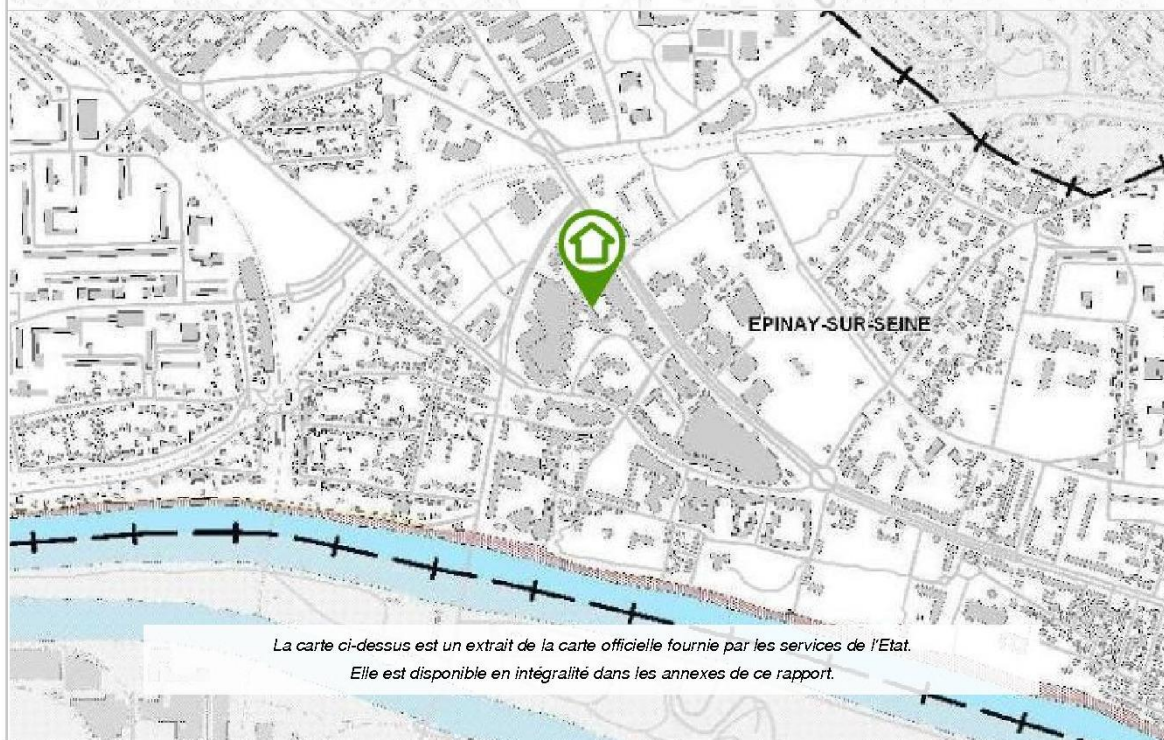 EPINAY-SUR-SEINE
La carte ci-dessus est un extrait de la carte officielle fournie par les services de l'Etat.
Elle est disponible en intégralité dans les annexes de ce rapport.